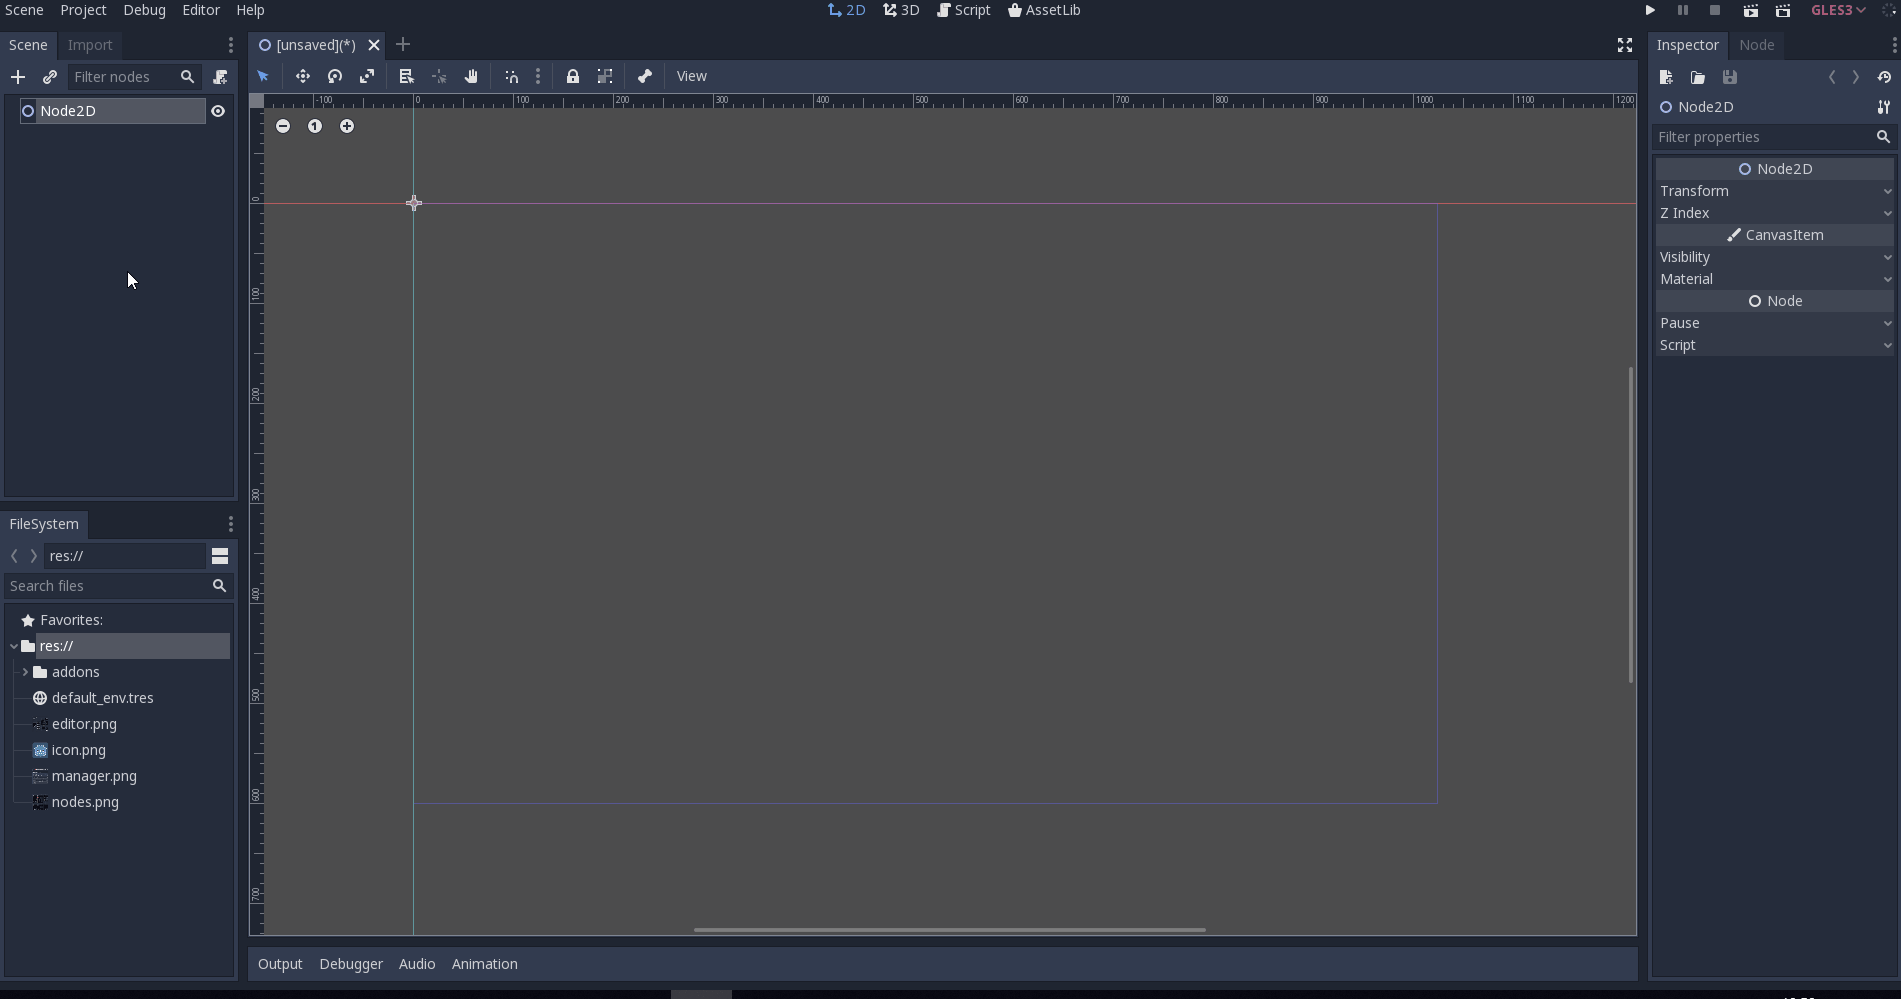 Scene Project Debug Editor Help 2D 3D Script AssetLib GLES3
Scene Import
Filter nodes
Node2D
FileSystem
res://
Search files
Favorites:
res://
addons
default_env.tres
editor.png
icon.png
manager.png
nodes.png
[unsaved](*)
View
-100 0 100 200 300 400 500 600 700 800 900 1000 1100 1200
1
0
100
200
300
400
500
600
700
Output Debugger Audio Animation
Inspector Node
Node2D
Filter properties
Node2D
Transform
Z Index
CanvasItem
Visibility
Material
Node
Pause
Script